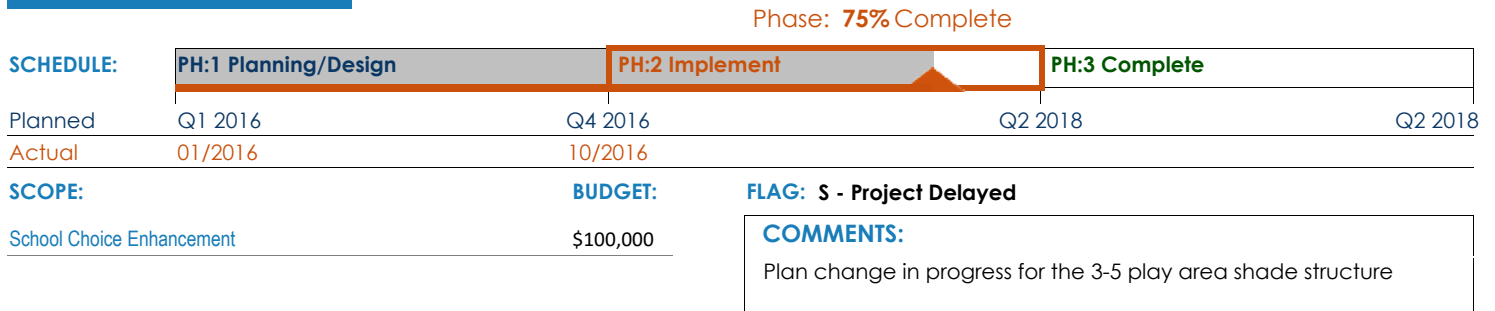 Phase: 75% Complete
SCHEDULE: PH:1 Planning/Design PH:2 Implement PH:3 Complete
Planned Q1 2016 Q4 2016 Q2 2018 Q2 2018
Actual 01/2016 10/2016
SCOPE: BUDGET: FLAG: S - Project Delayed
School Choice Enhancement $100,000 COMMENTS:
Plan change in progress for the 3-5 play area shade structure